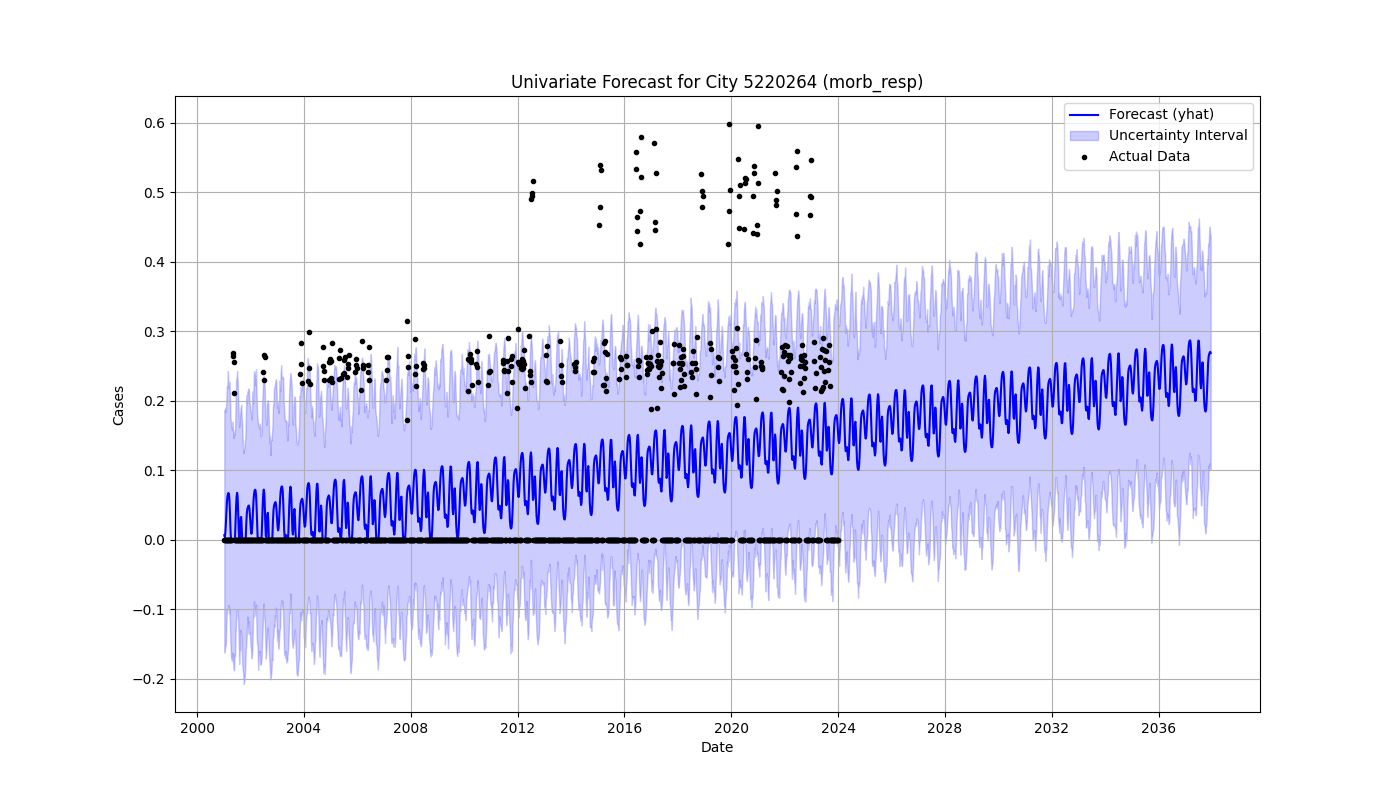 Univariate Forecast for City 5220264 (morb_resp)
Forecast (yhat)
Uncertainty Interval
Actual Data
Cases
0.6
0.5
0.4
0.3
0.2
0.1
0.0
−0.1
−0.2
2000 2004 2008 2012 2016 2020 2024 2028 2032 2036
Date